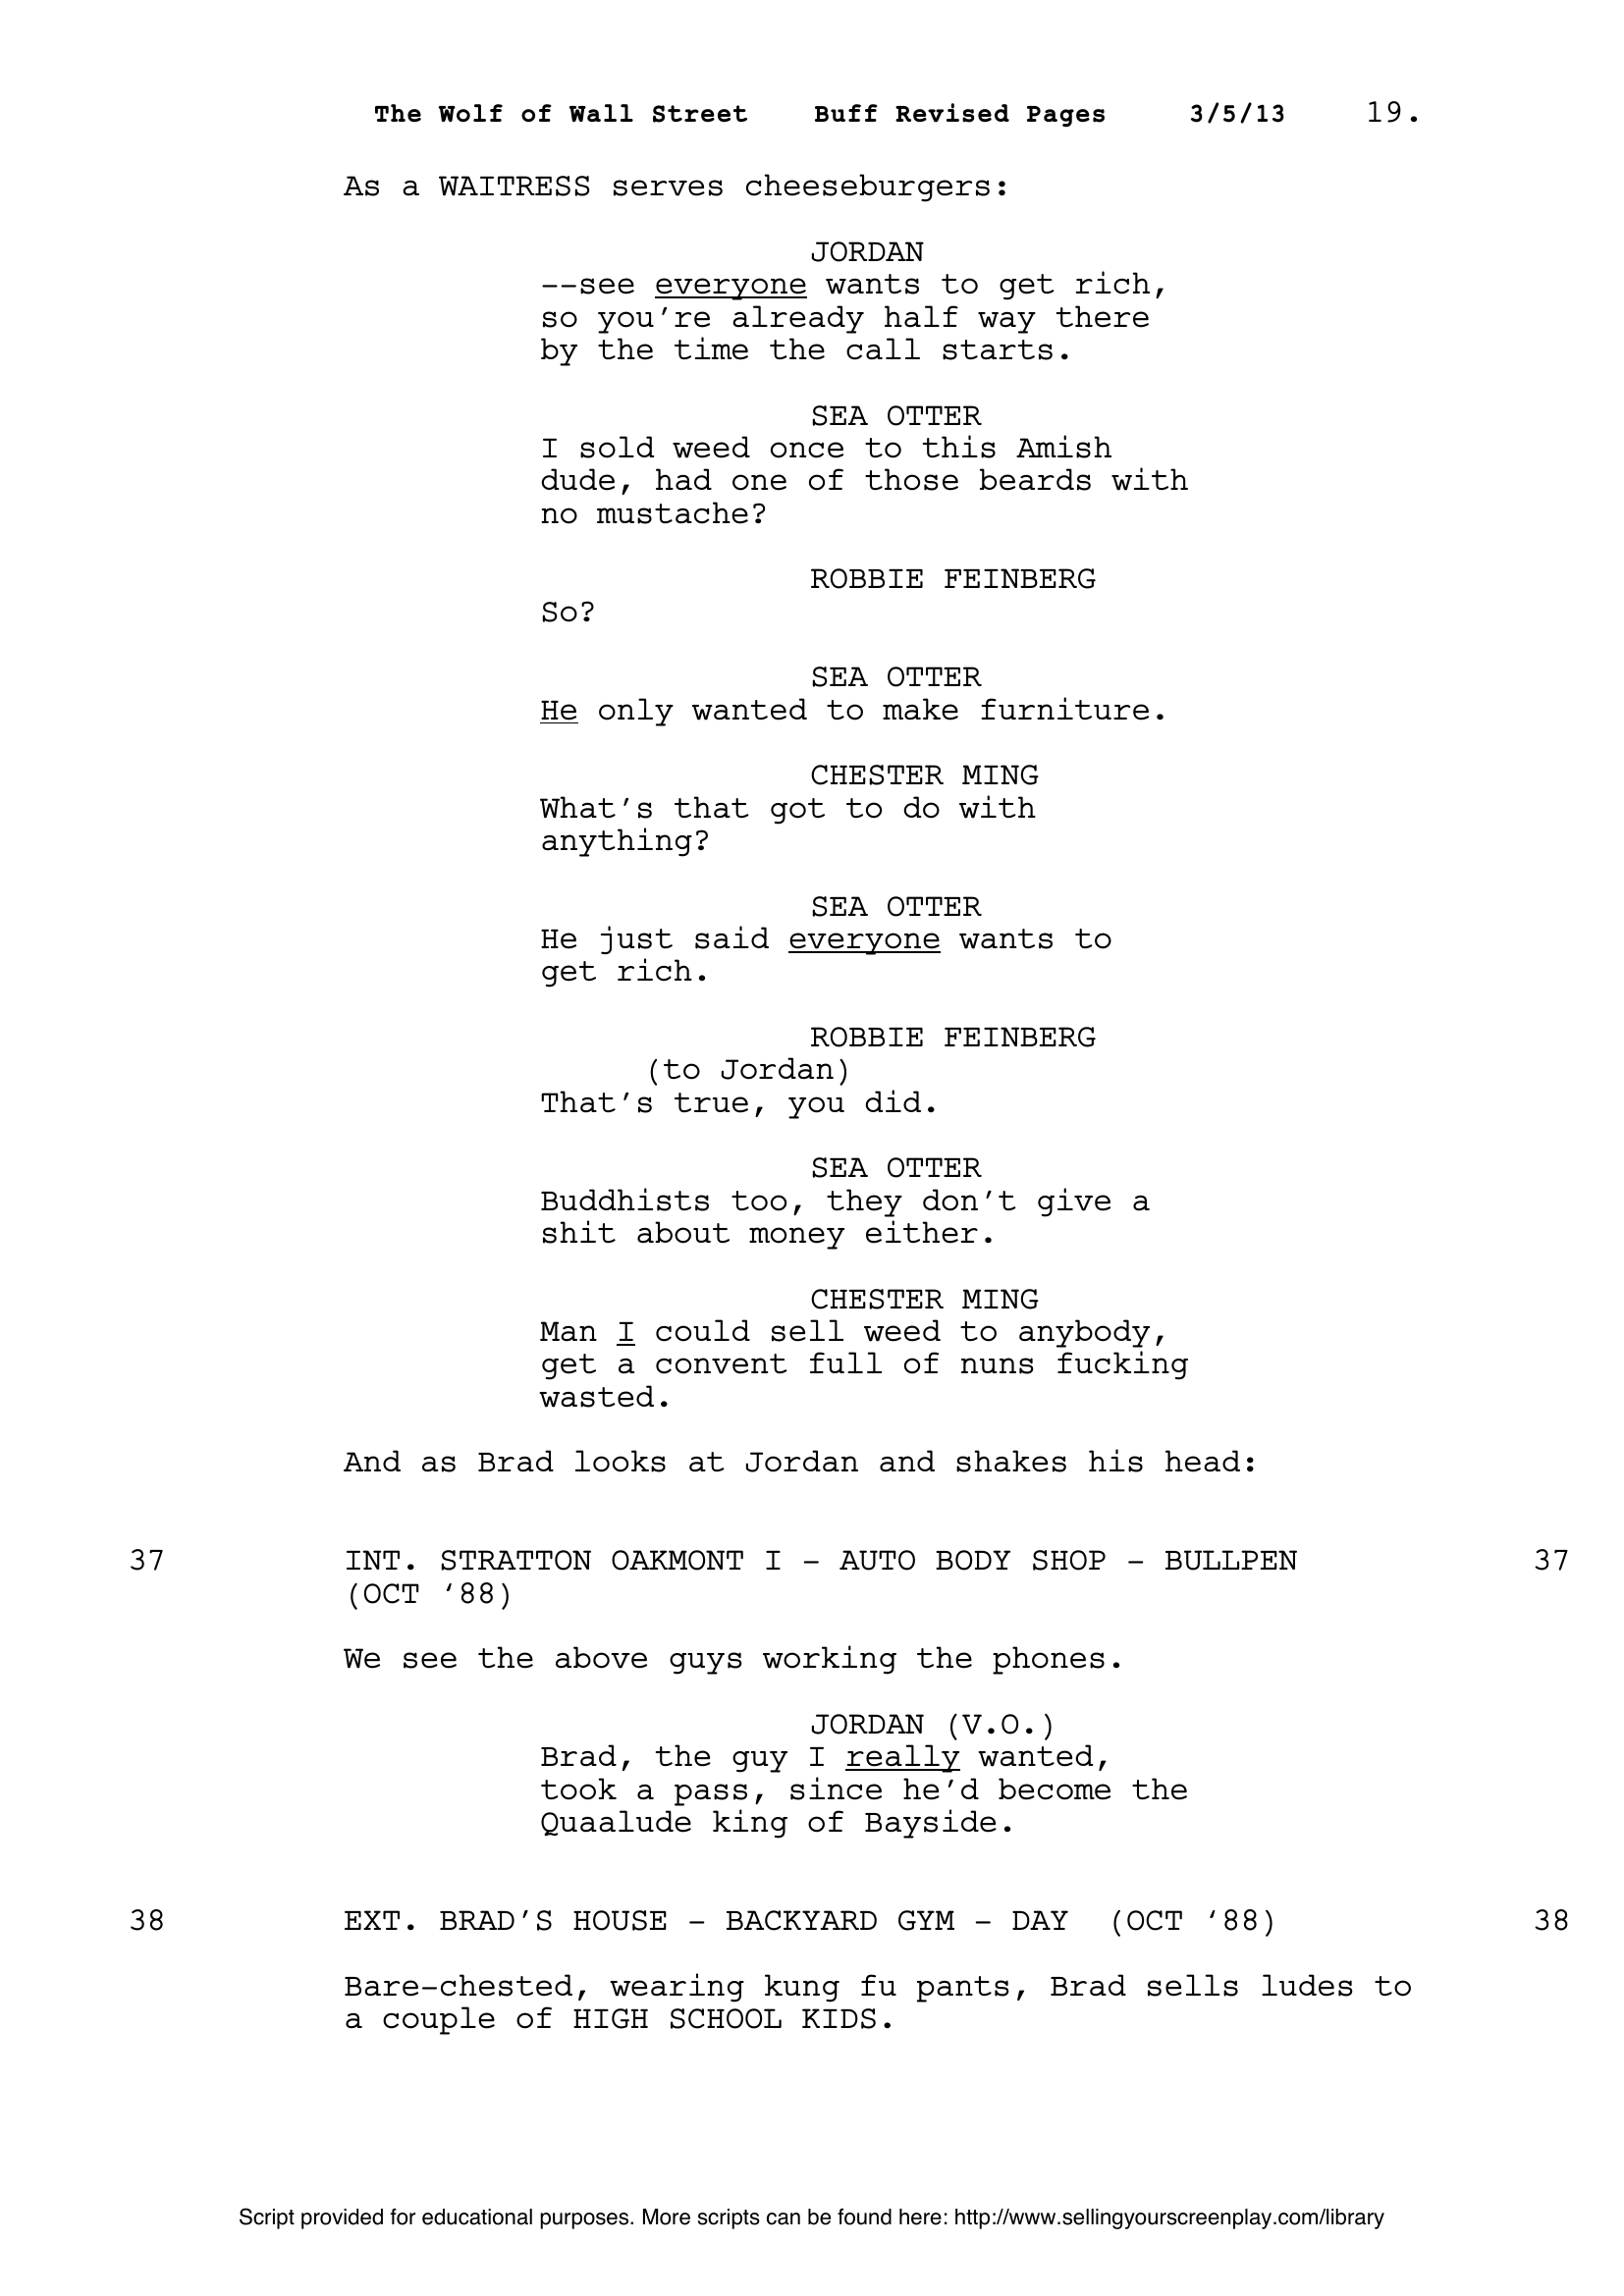 The Wolf of Wall Street Buff Revised Pages 3/5/13 19.
As a WAITRESS serves cheeseburgers:
JORDAN
--see everyone wants to get rich,
so you're already half way there
by the time the call starts.
SEA OTTER
I sold weed once to this Amish
dude, had one of those beards with
no mustache?
ROBBIE FEINBERG
So?
SEA OTTER
He only wanted to make furniture.
CHESTER MING
What's that got to do with
anything?
SEA OTTER
He just said everyone wants to
get rich.
ROBBIE FEINBERG
(to Jordan)
That's true, you did.
SEA OTTER
Buddhists too, they don't give a
shit about money either.
CHESTER MING
Man I could sell weed to anybody,
get a convent full of nuns fucking
wasted.
And as Brad looks at Jordan and shakes his head:
37 INT. STRATTON OAKMONT I - AUTO BODY SHOP - BULLPEN 37
(OCT '88)
We see the above guys working the phones.
JORDAN (V.O.)
Brad, the guy I really wanted,
took a pass, since he'd become the
Quaalude king of Bayside.
38 EXT. BRAD'S HOUSE - BACKYARD GYM - DAY (OCT '88) 38
Bare-chested, wearing kung fu pants, Brad sells ludes to
a couple of HIGH SCHOOL KIDS.
Script provided for educational purposes. More scripts can be found here: http://www.sellingyourscreenplay.com/library